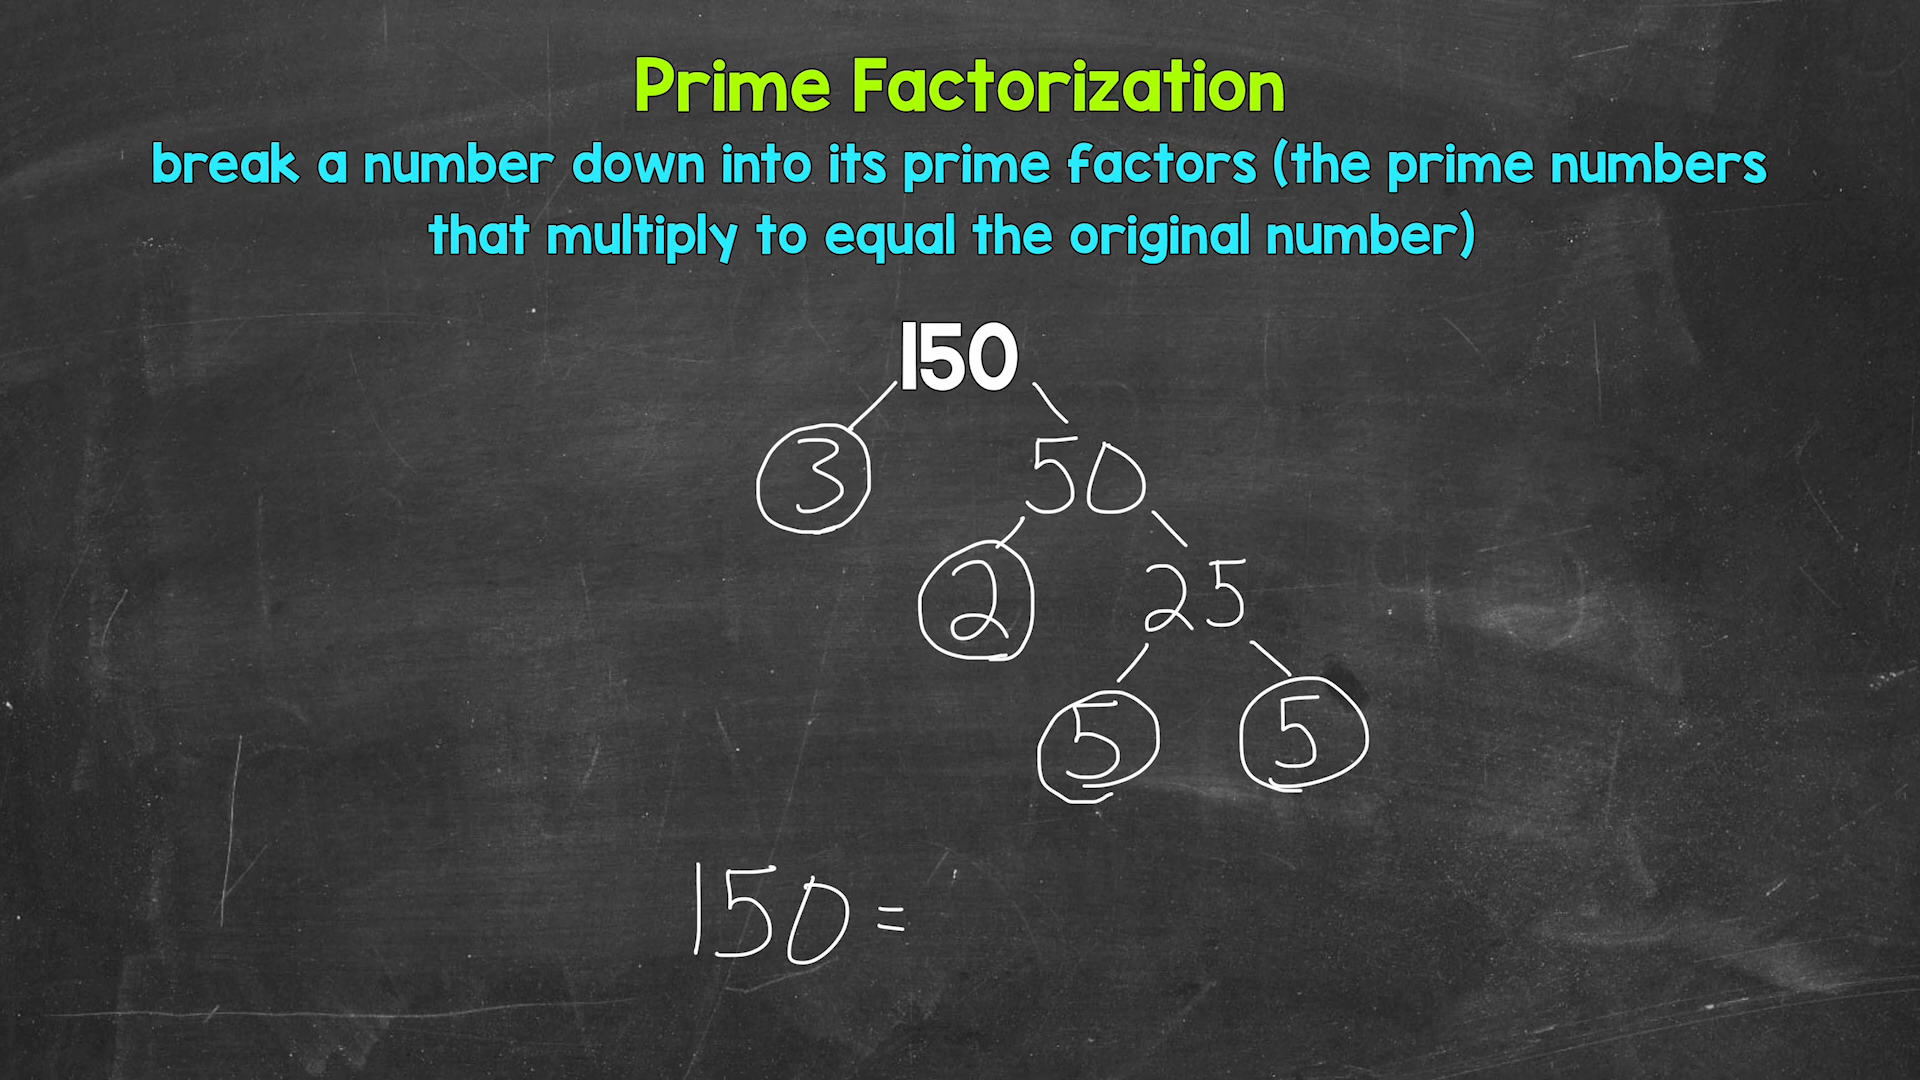 Prime Factorization
break a number down into its prime factors (the prime numbers
that multiply to equal the original number)
150
3 50
2 25
5 5
150 =